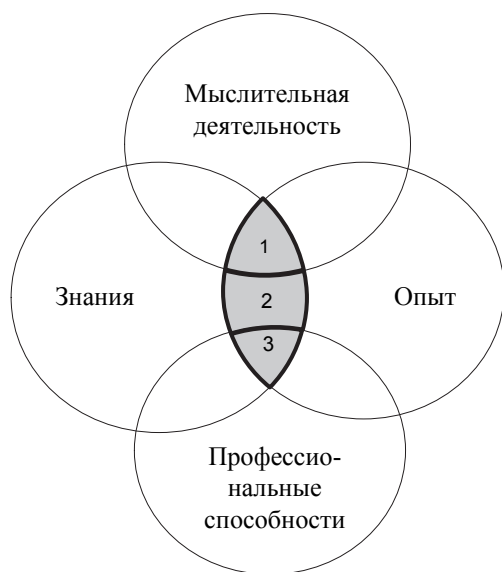 Мыслительная
деятельность
1
Знания
2
Опыт
3
Профессио-
нальные
способности